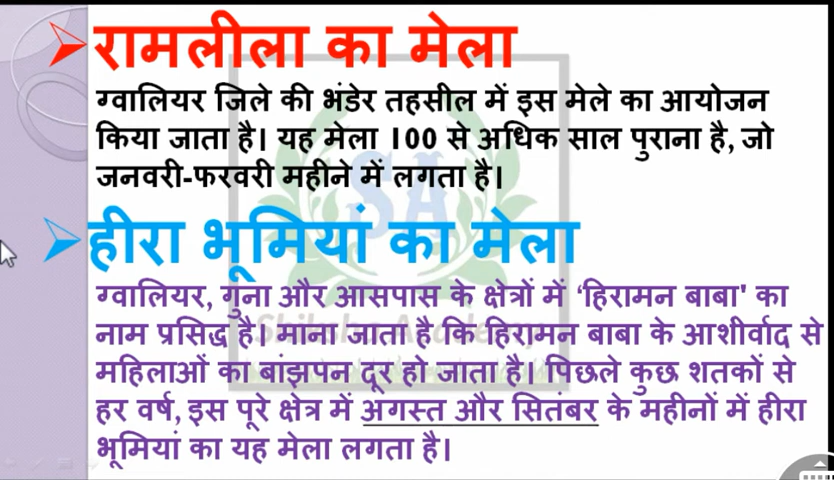 रामलीला का मेला
ग्वालियर जिले की भंडेर तहसील में इस मेले का आयोजन
किया जाता है। यह मेला 100 से अधिक साल पुराना है, जो
जनवरी-फरवरी महीने में लगता है।
हीरा भूमियां का मेला
ग्वालियर, गुना और आसपास के क्षेत्रों में ‘हिरामन बाबा' का
नाम प्रसिद्ध है। माना जाता है कि हिरामन बाबा के आशीर्वाद से
महिलाओं का बांझपन दूर हो जाता है। पिछले कुछ शतकों से
हर वर्ष, इस पूरे क्षेत्र में अगस्त और सितंबर के महीनों में हीरा
भूमियां का यह मेला लगता है।
SA